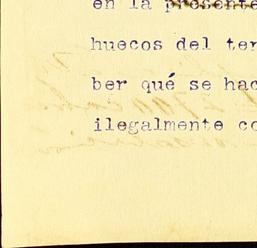 en la presente
huecos del ter
ber qué se hac
ilegalmente co